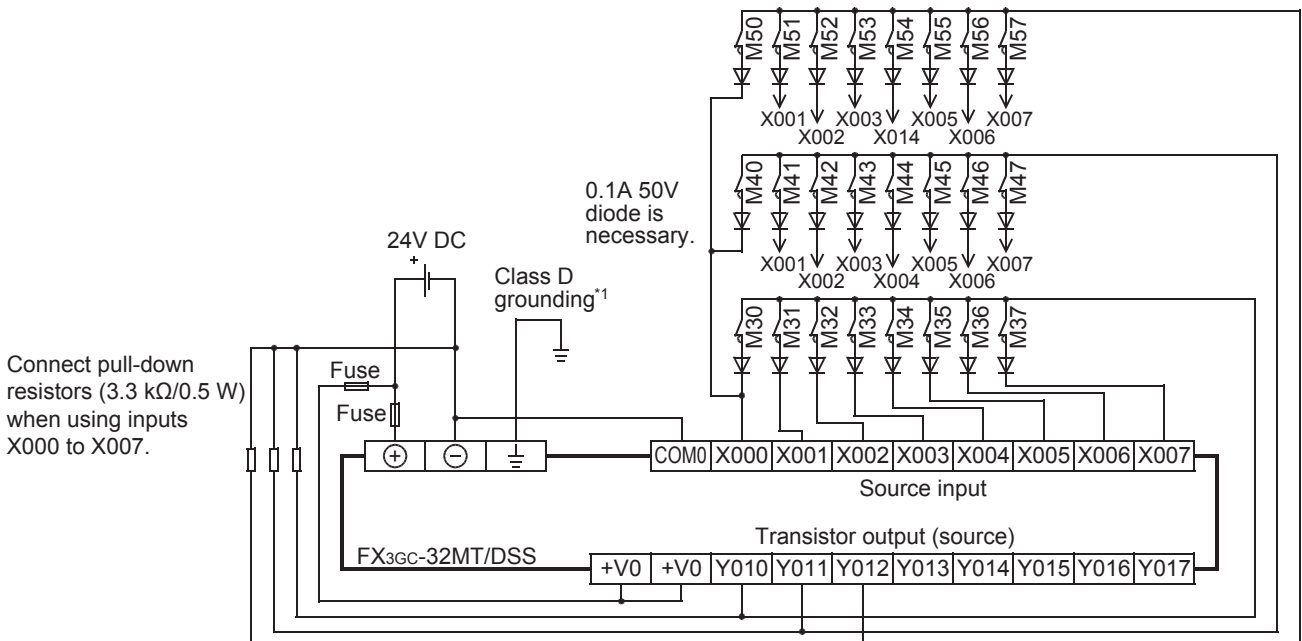 M50 M51 M52 M53 M54 M55 M56 M57
X001 X003 X005 X007
X002 X014 X006
M40 M41 M42 M43 M44 M45 M46 M47
X001 X003 X005 X007
X002 X004 X006
0.1A 50V
diode is
necessary.
24V DC
+
Class D
grounding*1
M30 M31 M32 M33 M34 M35 M36 M37
Connect pull-down
resistors (3.3 kΩ/0.5 W)
when using inputs
X000 to X007.
Fuse
Fuse
+ −
COM0 X000 X001 X002 X003 X004 X005 X006 X007
Source input
Transistor output (source)
FX3GC-32MT/DSS
+V0 +V0 Y010 Y011 Y012 Y013 Y014 Y015 Y016 Y017